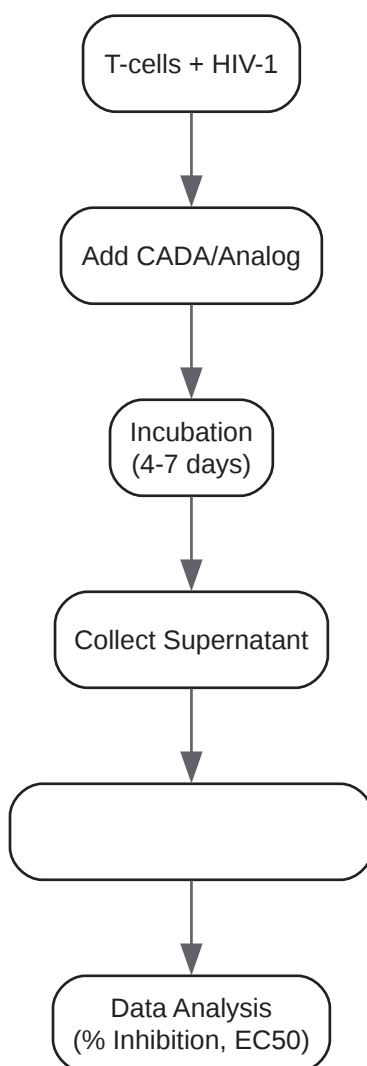 T-cells + HIV-1
Add CADA/Analog
Incubation
(4-7 days)
Collect Supernatant
Data Analysis
(% Inhibition, EC50)